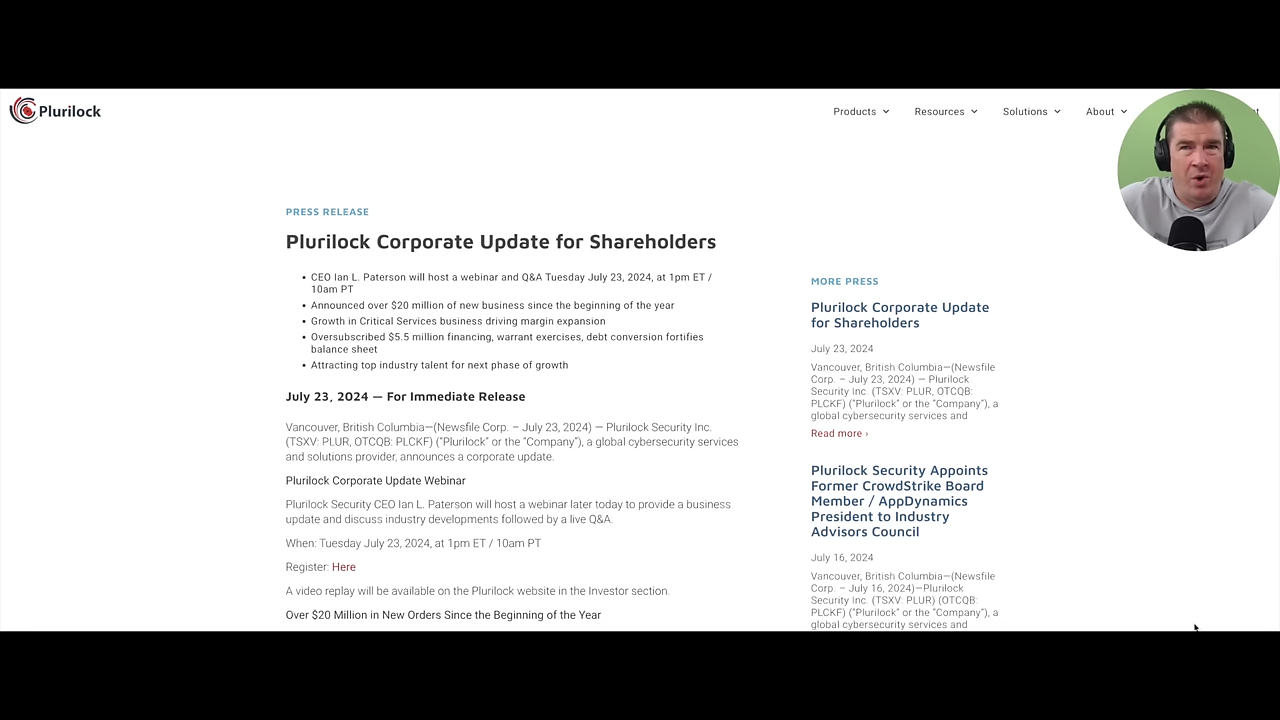 Plurilock
Products
Resources
Solutions
About
PRESS RELEASE
Plurilock Corporate Update for Shareholders
• CEO Ian L. Paterson will host a webinar and Q&A Tuesday July 23, 2024, at 1pm ET /
10am PT
• Announced over $20 million of new business since the beginning of the year
• Growth in Critical Services business driving margin expansion
• Oversubscribed $5.5 million financing, warrant exercises, debt conversion fortifies
balance sheet
• Attracting top industry talent for next phase of growth
July 23, 2024 — For Immediate Release
Vancouver, British Columbia—(Newsfile Corp. – July 23, 2024) — Plurilock Security Inc.
(TSXV: PLUR, OTCQB: PLCKF) (“Plurilock” or the “Company”), a global cybersecurity services
and solutions provider, announces a corporate update.
Plurilock Corporate Update Webinar
Plurilock Security CEO Ian L. Paterson will host a webinar later today to provide a business
update and discuss industry developments followed by a live Q&A.
When: Tuesday July 23, 2024, at 1pm ET / 10am PT
Register: Here
A video replay will be available on the Plurilock website in the Investor section.
Over $20 Million in New Orders Since the Beginning of the Year
MORE PRESS
Plurilock Corporate Update
for Shareholders
July 23, 2024
Vancouver, British Columbia—(Newsfile
Corp. – July 23, 2024) — Plurilock
Security Inc. (TSXV: PLUR, OTCQB:
PLCKF) (“Plurilock” or the “Company”), a
global cybersecurity services and
Read more ›
Plurilock Security Appoints
Former CrowdStrike Board
Member / AppDynamics
President to Industry
Advisors Council
July 16, 2024
Vancouver, British Columbia—(Newsfile
Corp. – July 16, 2024)—Plurilock
Security Inc. (TSXV: PLUR) (OTCQB:
PLCKF) (“Plurilock” or the “Company”), a
global cybersecurity services and